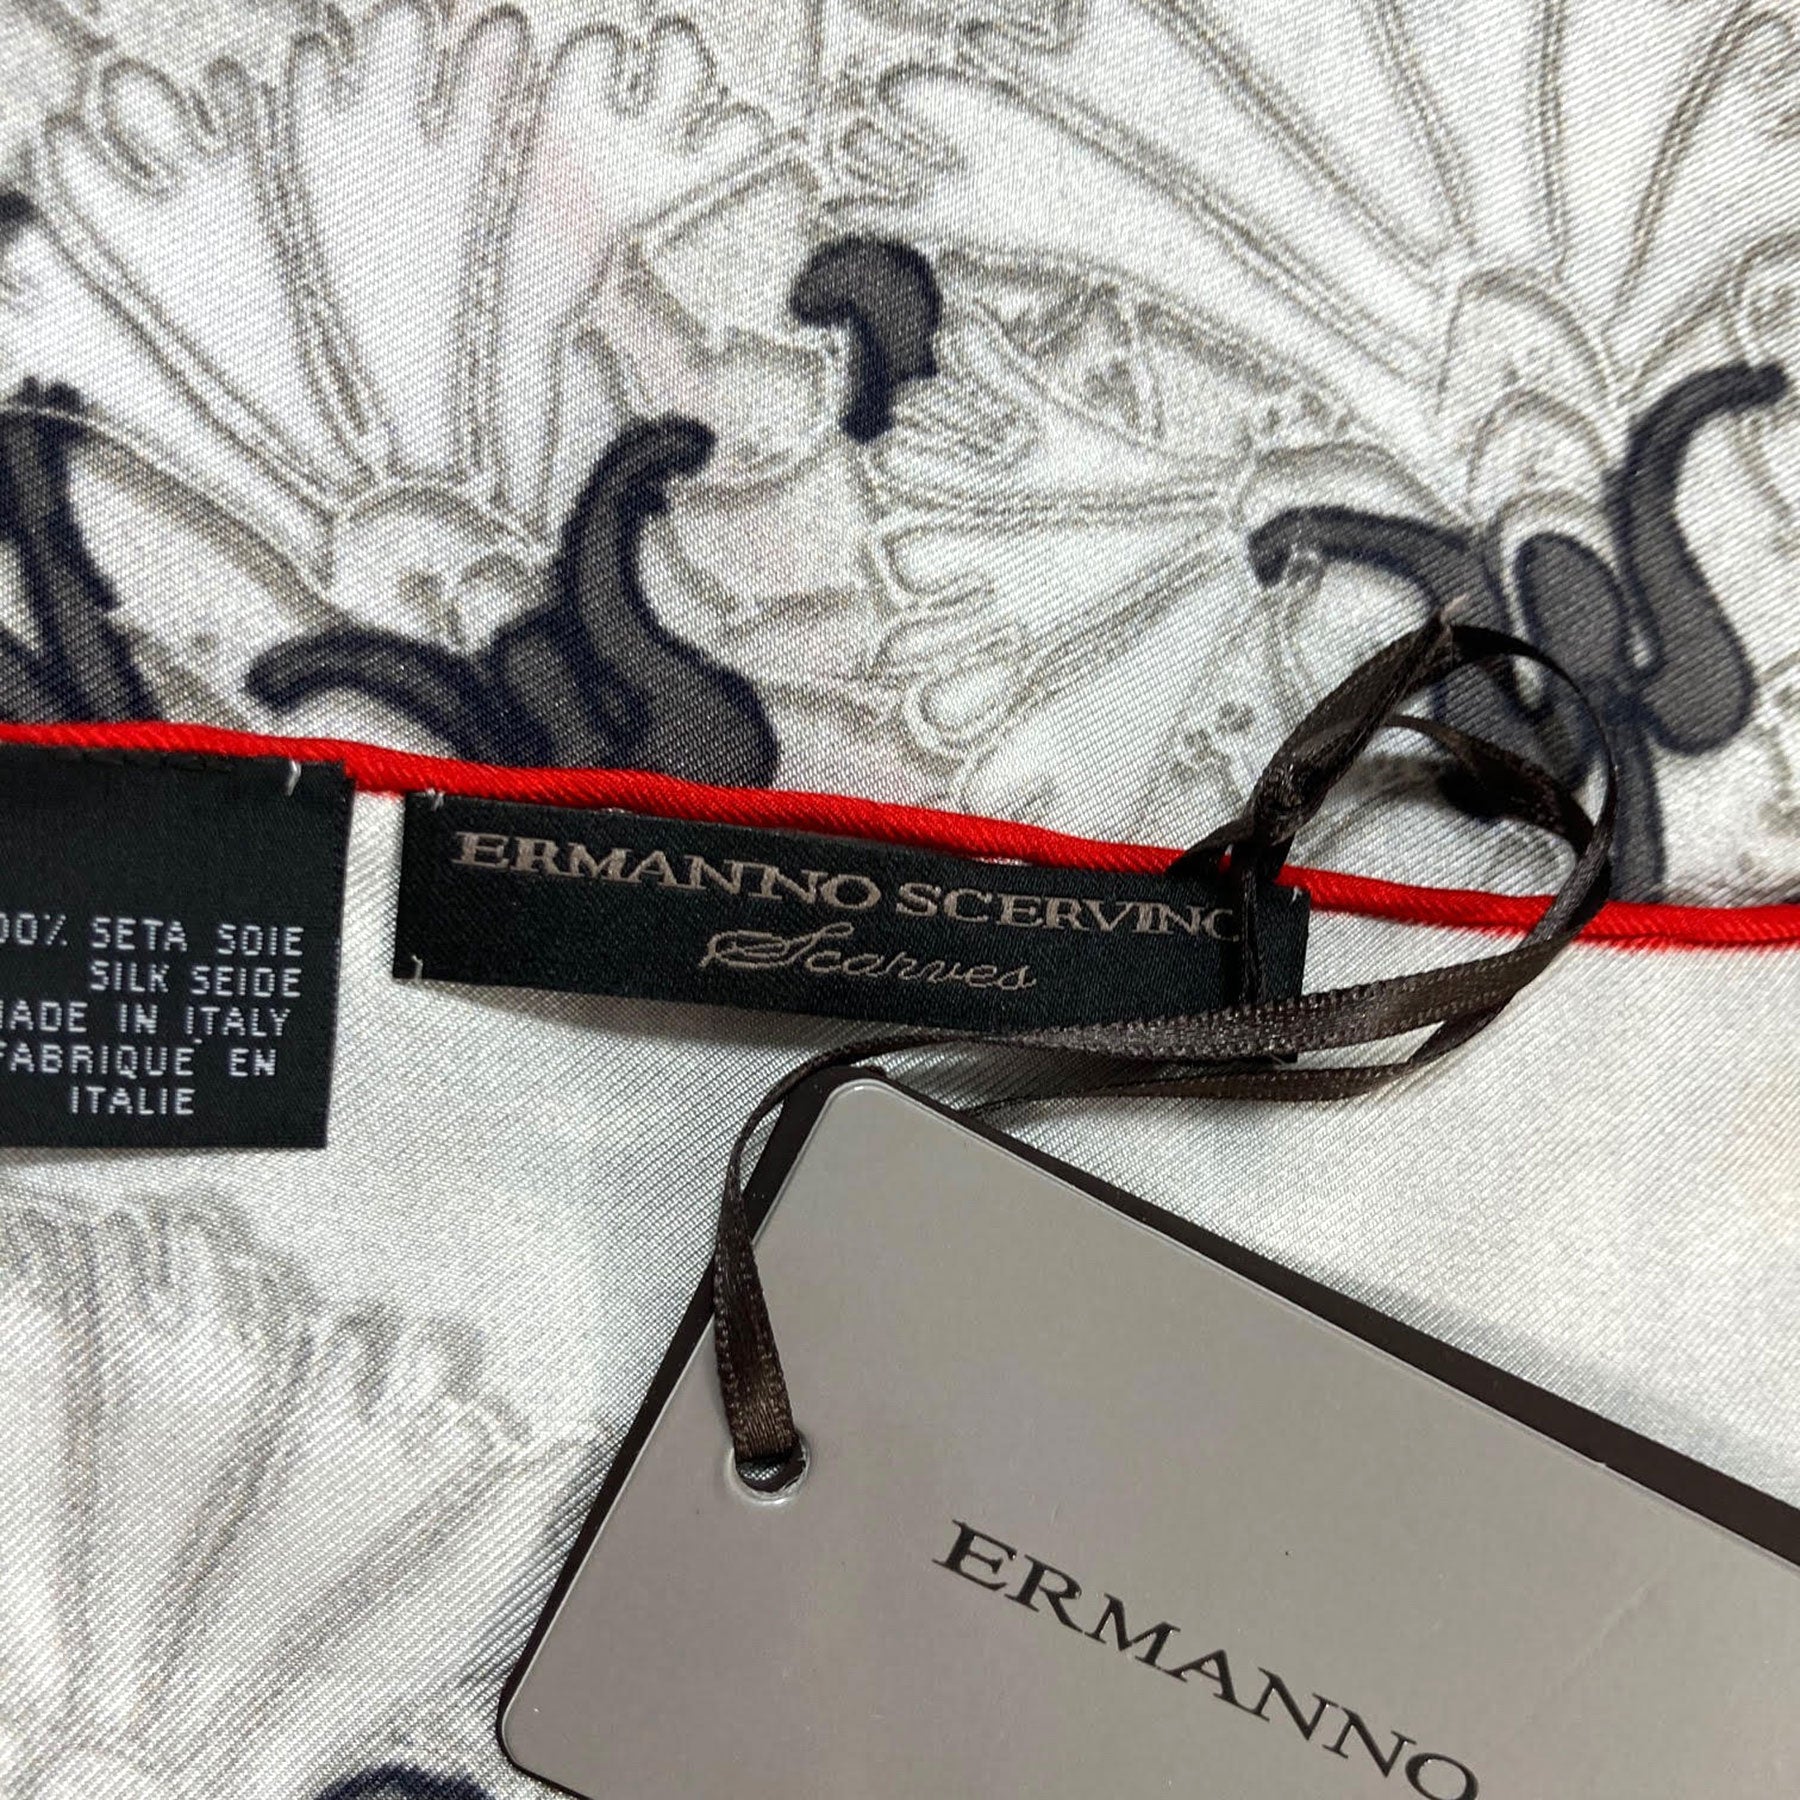 00% SETA SOIE
SILK SEIDE
MADE IN ITALY
FABRIQUE EN
ITALIE
ERMANNO SCERVINO
Scarves
ERMANNO